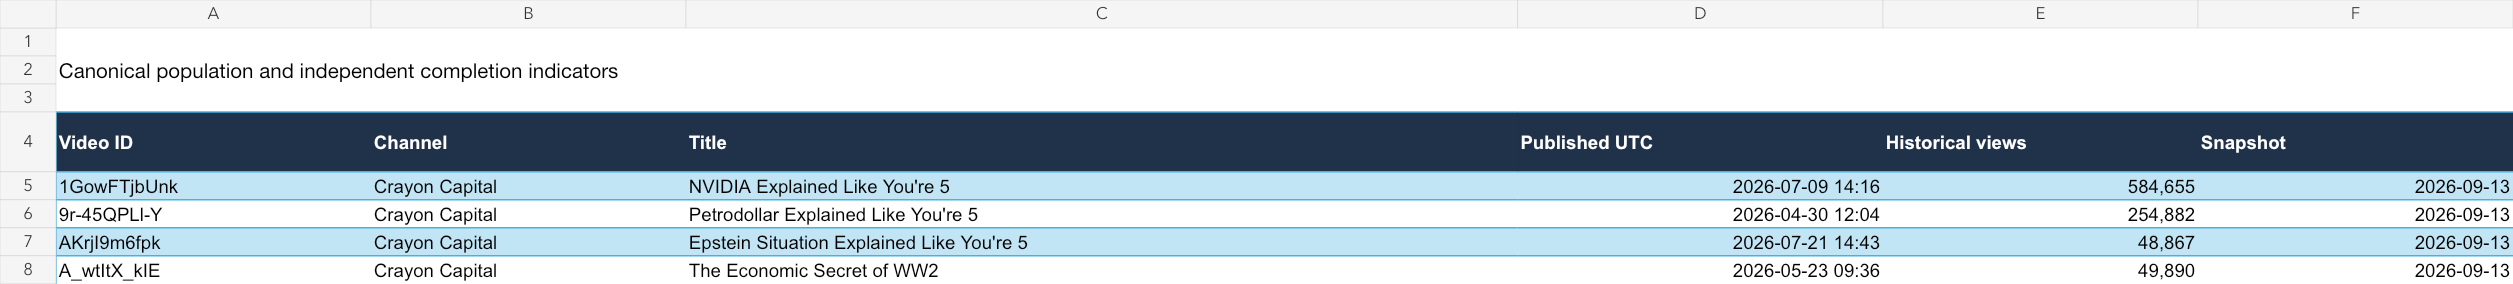 A B C D E F
1
2 Canonical population and independent completion indicators
3
4 Video ID Channel Title Published UTC Historical views Snapshot
5 1GowFTjbUnk Crayon Capital NVIDIA Explained Like You're 5 2026-07-09 14:16 584,655 2026-09-13
6 9r-45QPLI-Y Crayon Capital Petrodollar Explained Like You're 5 2026-04-30 12:04 254,882 2026-09-13
7 AKrjI9m6fpk Crayon Capital Epstein Situation Explained Like You're 5 2026-07-21 14:43 48,867 2026-09-13
8 A_wtItX_kIE Crayon Capital The Economic Secret of WW2 2026-05-23 09:36 49,890 2026-09-13